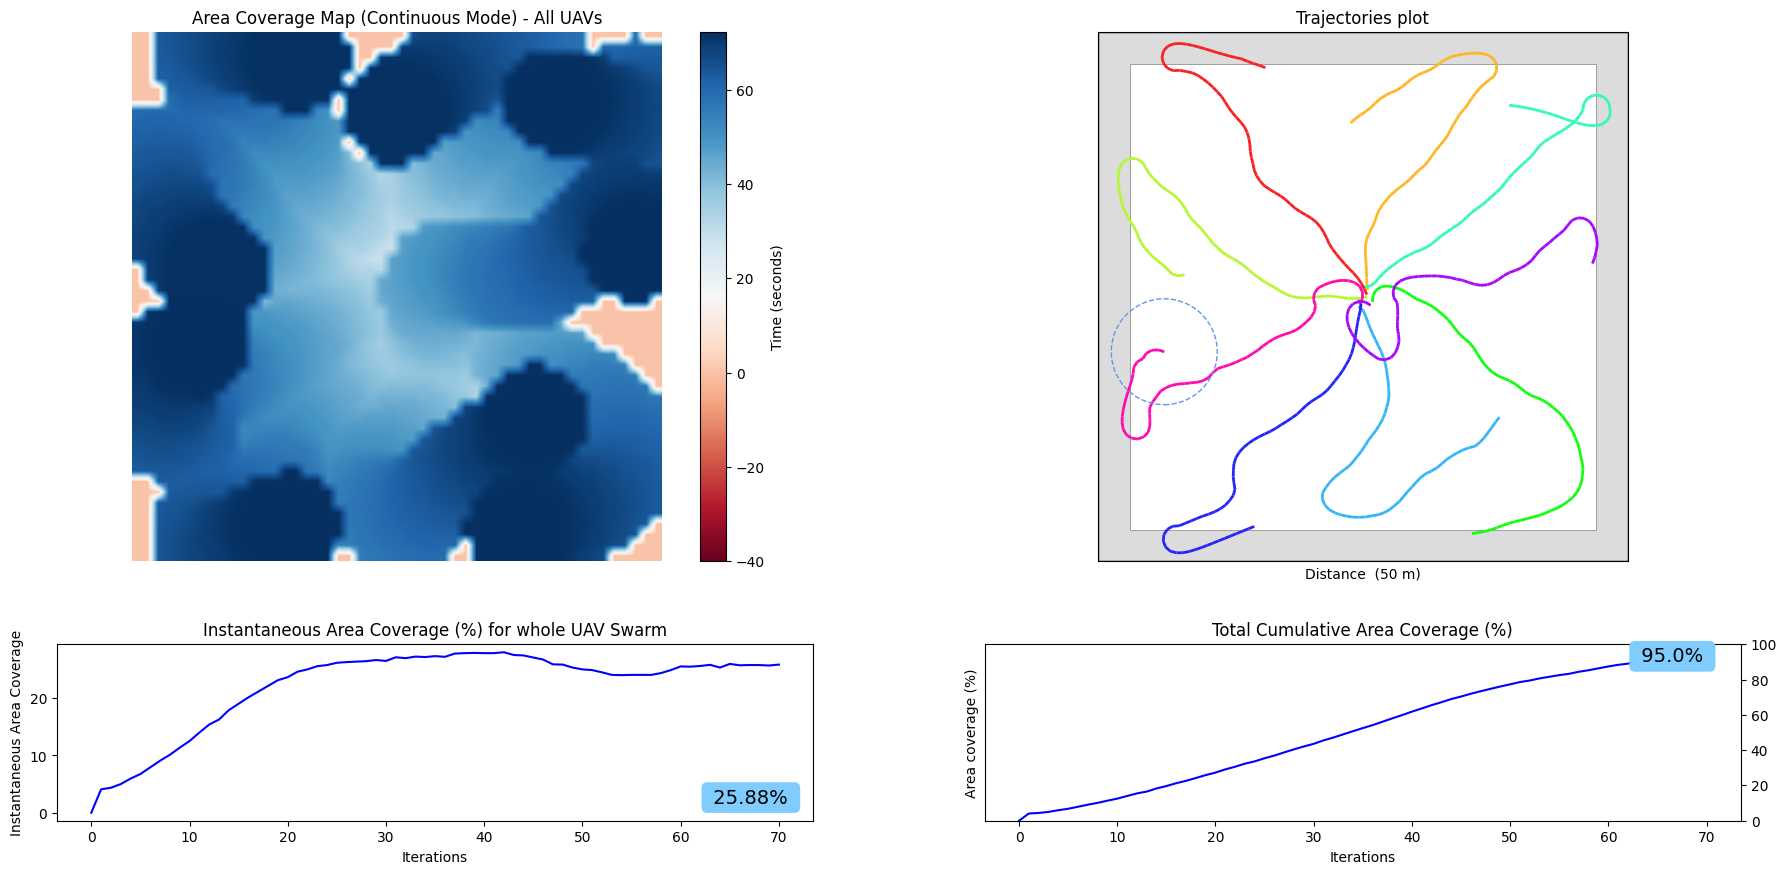 Area Coverage Map (Continuous Mode) - All UAVs
60
40
20
0
−20
−40
Time (seconds)
Trajectories plot
Distance  (50 m)
Instantaneous Area Coverage (%) for whole UAV Swarm
Instantaneous Area Coverage
20
10
0
25.88%
0 10 20 30 40 50 60 70
Iterations
Total Cumulative Area Coverage (%)
Area coverage (%)
95.0%
100
80
60
40
20
0
0 10 20 30 40 50 60 70
Iterations